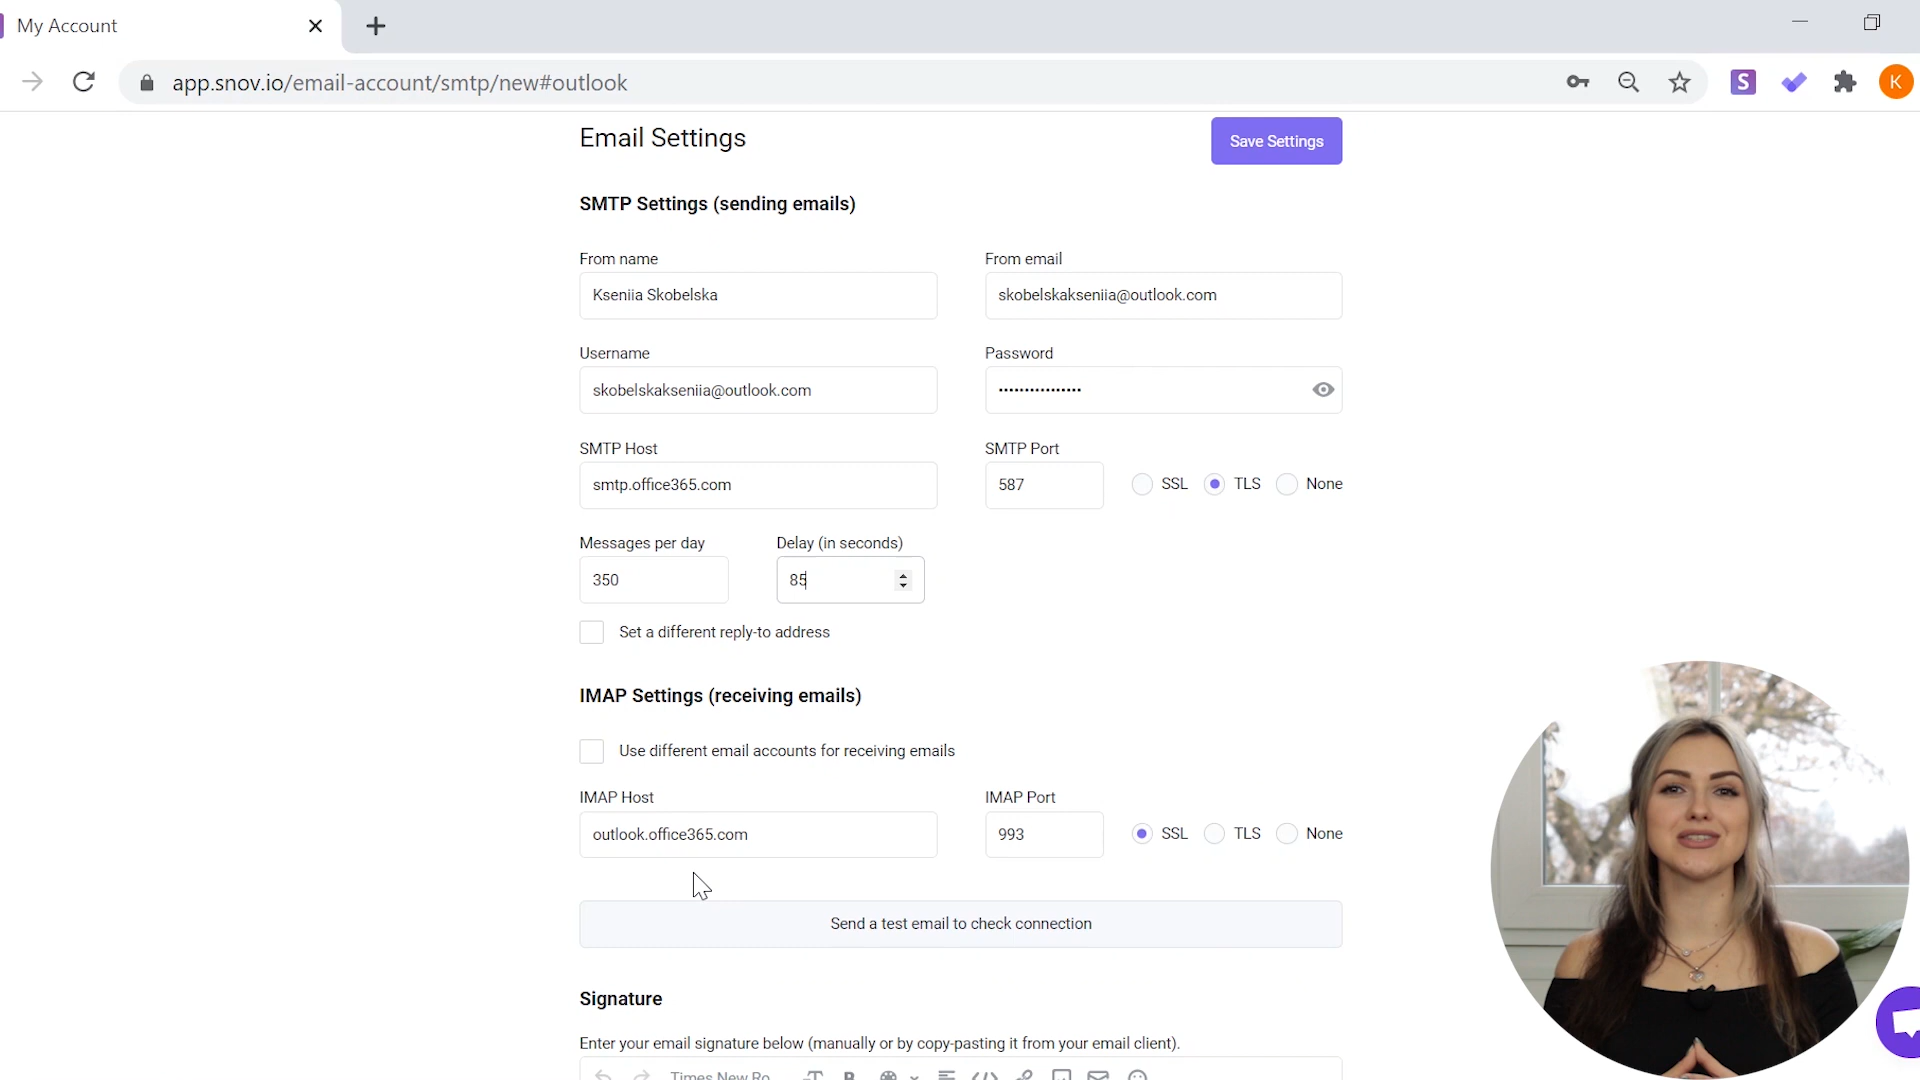 My Account
app.snov.io/email-account/smtp/new#outlook
S
K
Email Settings
Save Settings
SMTP Settings (sending emails)
From name
From email
Kseniia Skobelska
skobelskakseniia@outlook.com
Username
Password
skobelskakseniia@outlook.com
SMTP Host
SMTP Port
smtp.office365.com
587
SSL
TLS
None
Messages per day
Delay (in seconds)
350
85
Set a different reply-to address
IMAP Settings (receiving emails)
Use different email accounts for receiving emails
IMAP Host
IMAP Port
outlook.office365.com
993
SSL
TLS
None
Send a test email to check connection
Signature
Enter your email signature below (manually or by copy-pasting it from your email client).
Times New Ro